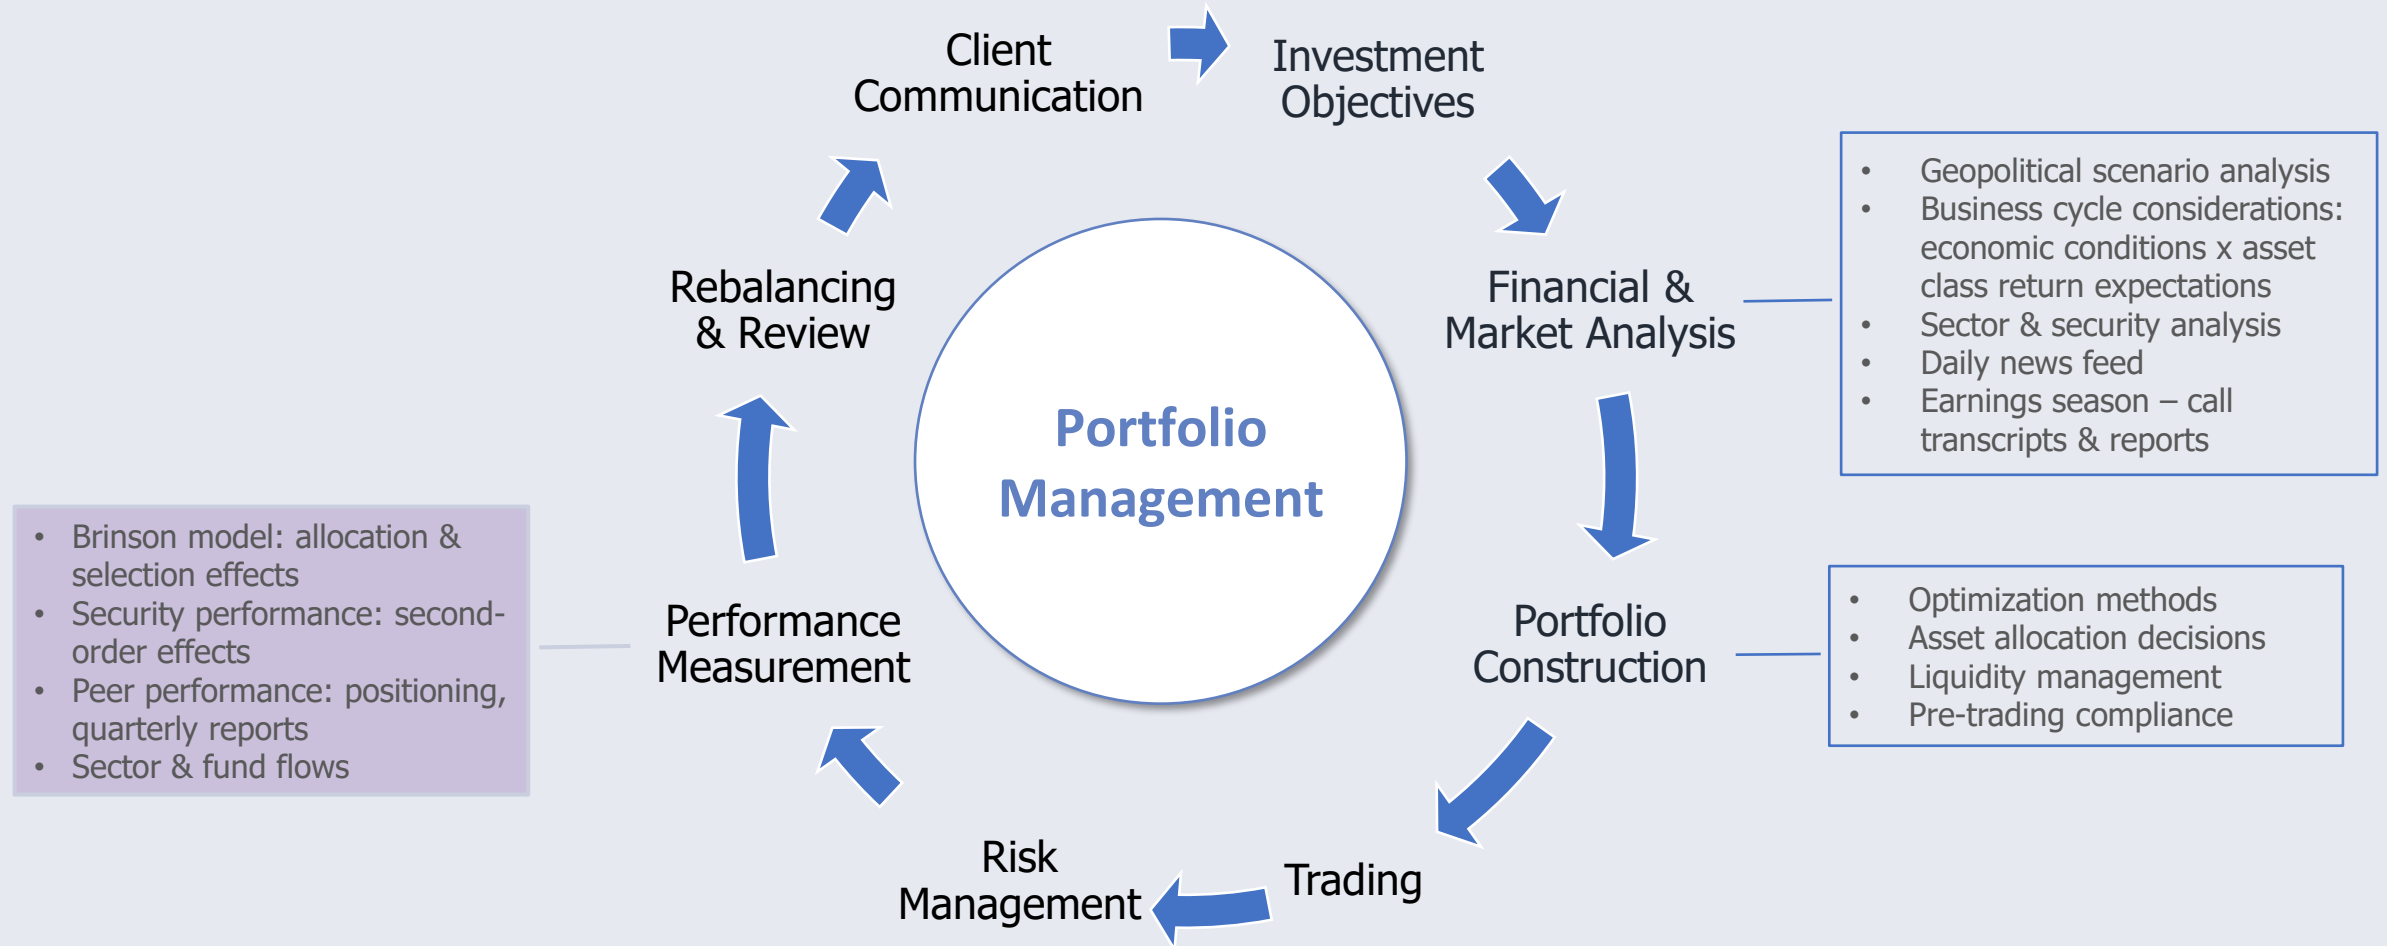 Client
Communication
Investment
Objectives
Financial &
Market Analysis
• Geopolitical scenario analysis
• Business cycle considerations:
economic conditions x asset
class return expectations
• Sector & security analysis
• Daily news feed
• Earnings season – call
transcripts & reports
Portfolio
Construction
• Optimization methods
• Asset allocation decisions
• Liquidity management
• Pre-trading compliance
Trading
Risk
Management
Performance
Measurement
• Brinson model: allocation &
selection effects
• Security performance: second-
order effects
• Peer performance: positioning,
quarterly reports
• Sector & fund flows
Rebalancing
& Review
Portfolio
Management